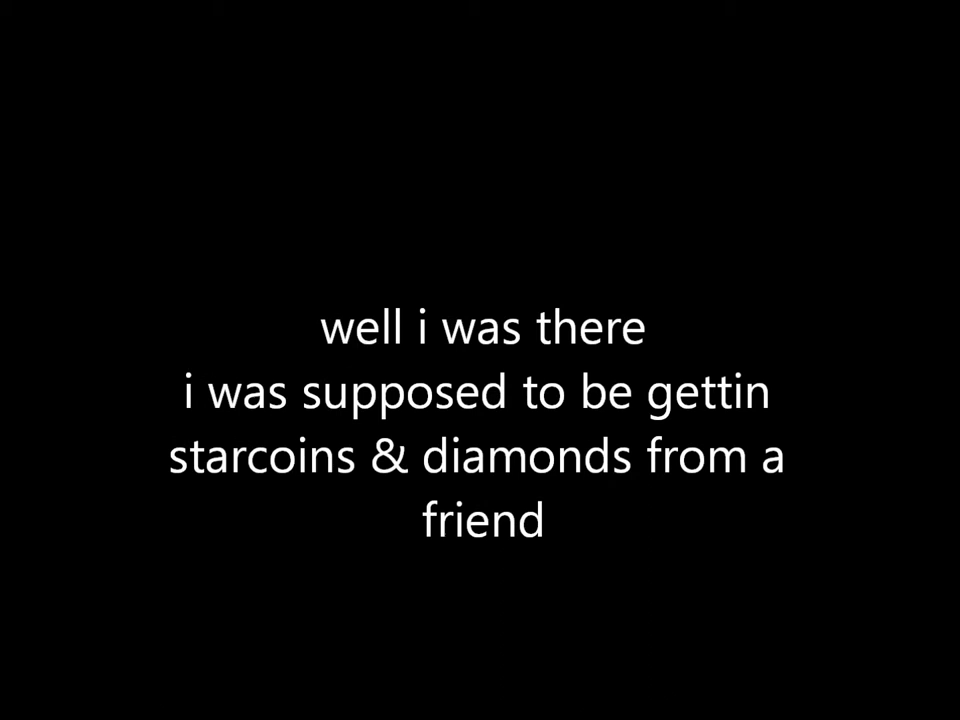 well i was there
i was supposed to be gettin
starcoins & diamonds from a
friend